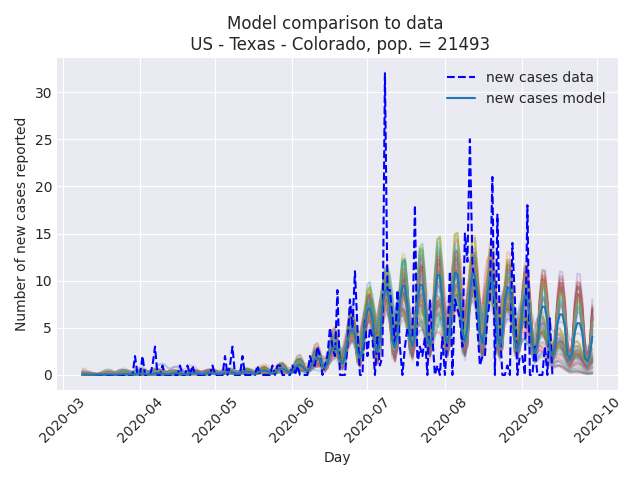 Model comparison to data
US - Texas - Colorado, pop. = 21493
new cases data
new cases model
Number of new cases reported
30
25
20
15
10
5
0
2020-03
2020-04
2020-05
2020-06
2020-07
2020-08
2020-09
2020-10
Day